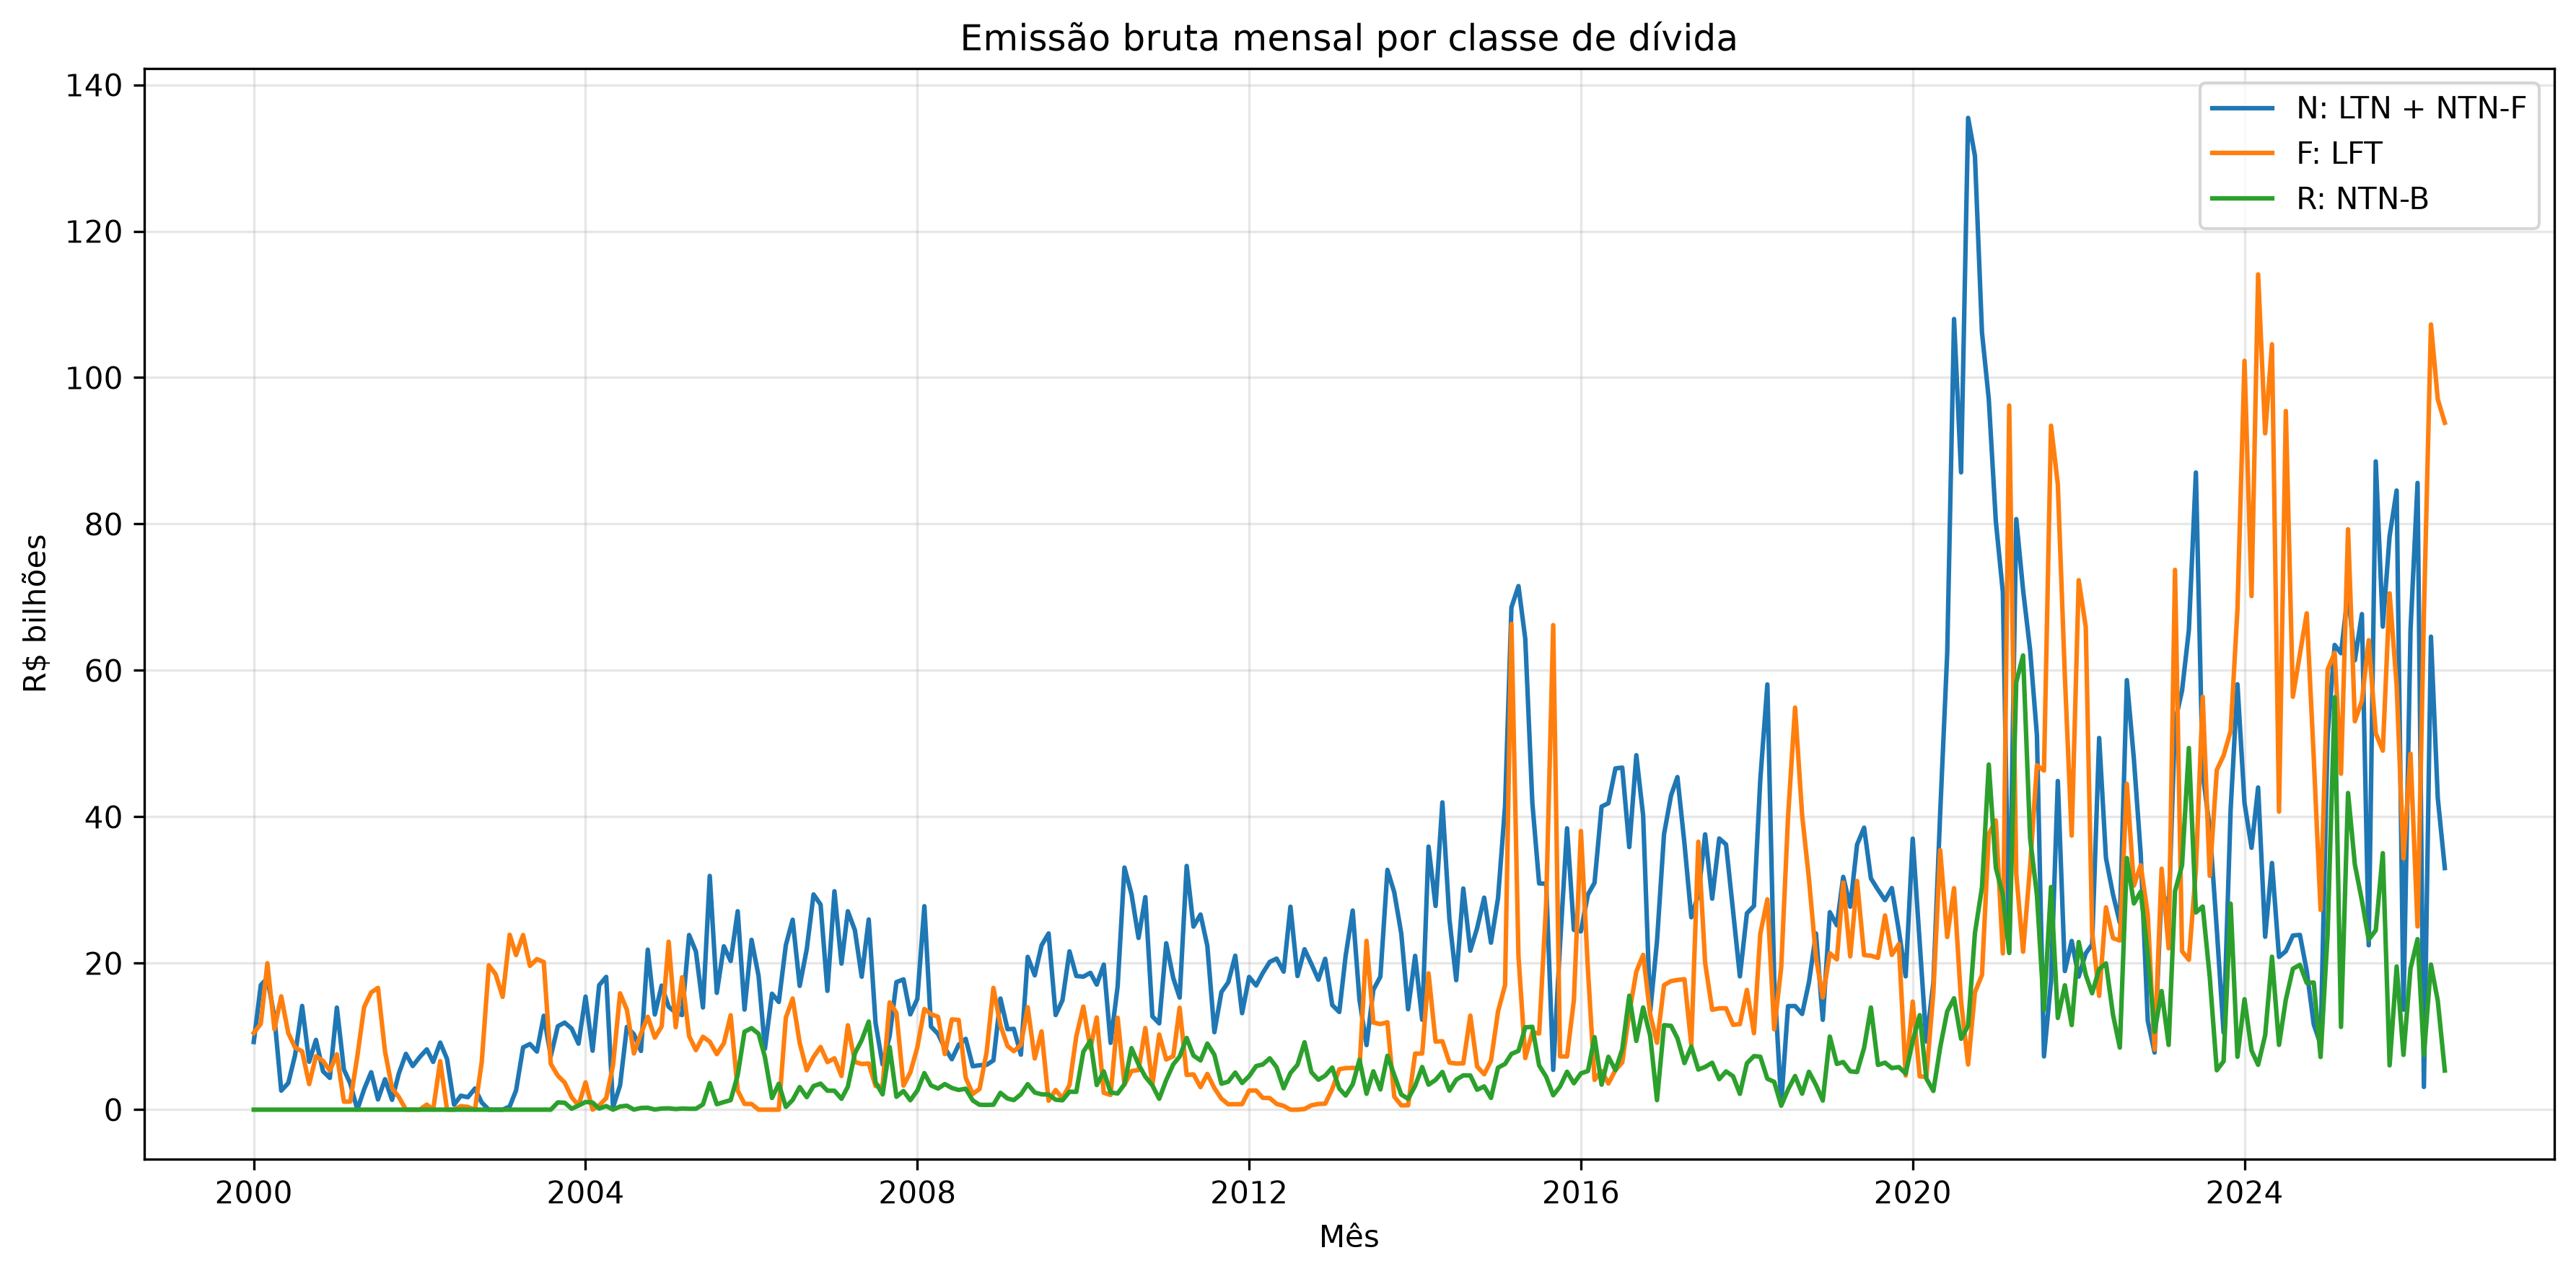 Emissão bruta mensal por classe de dívida
140
120
100
80
60
40
20
0
R$ bilhões
N: LTN + NTN-F
F: LFT
R: NTN-B
2000
2004
2008
2012
2016
2020
2024
Mês